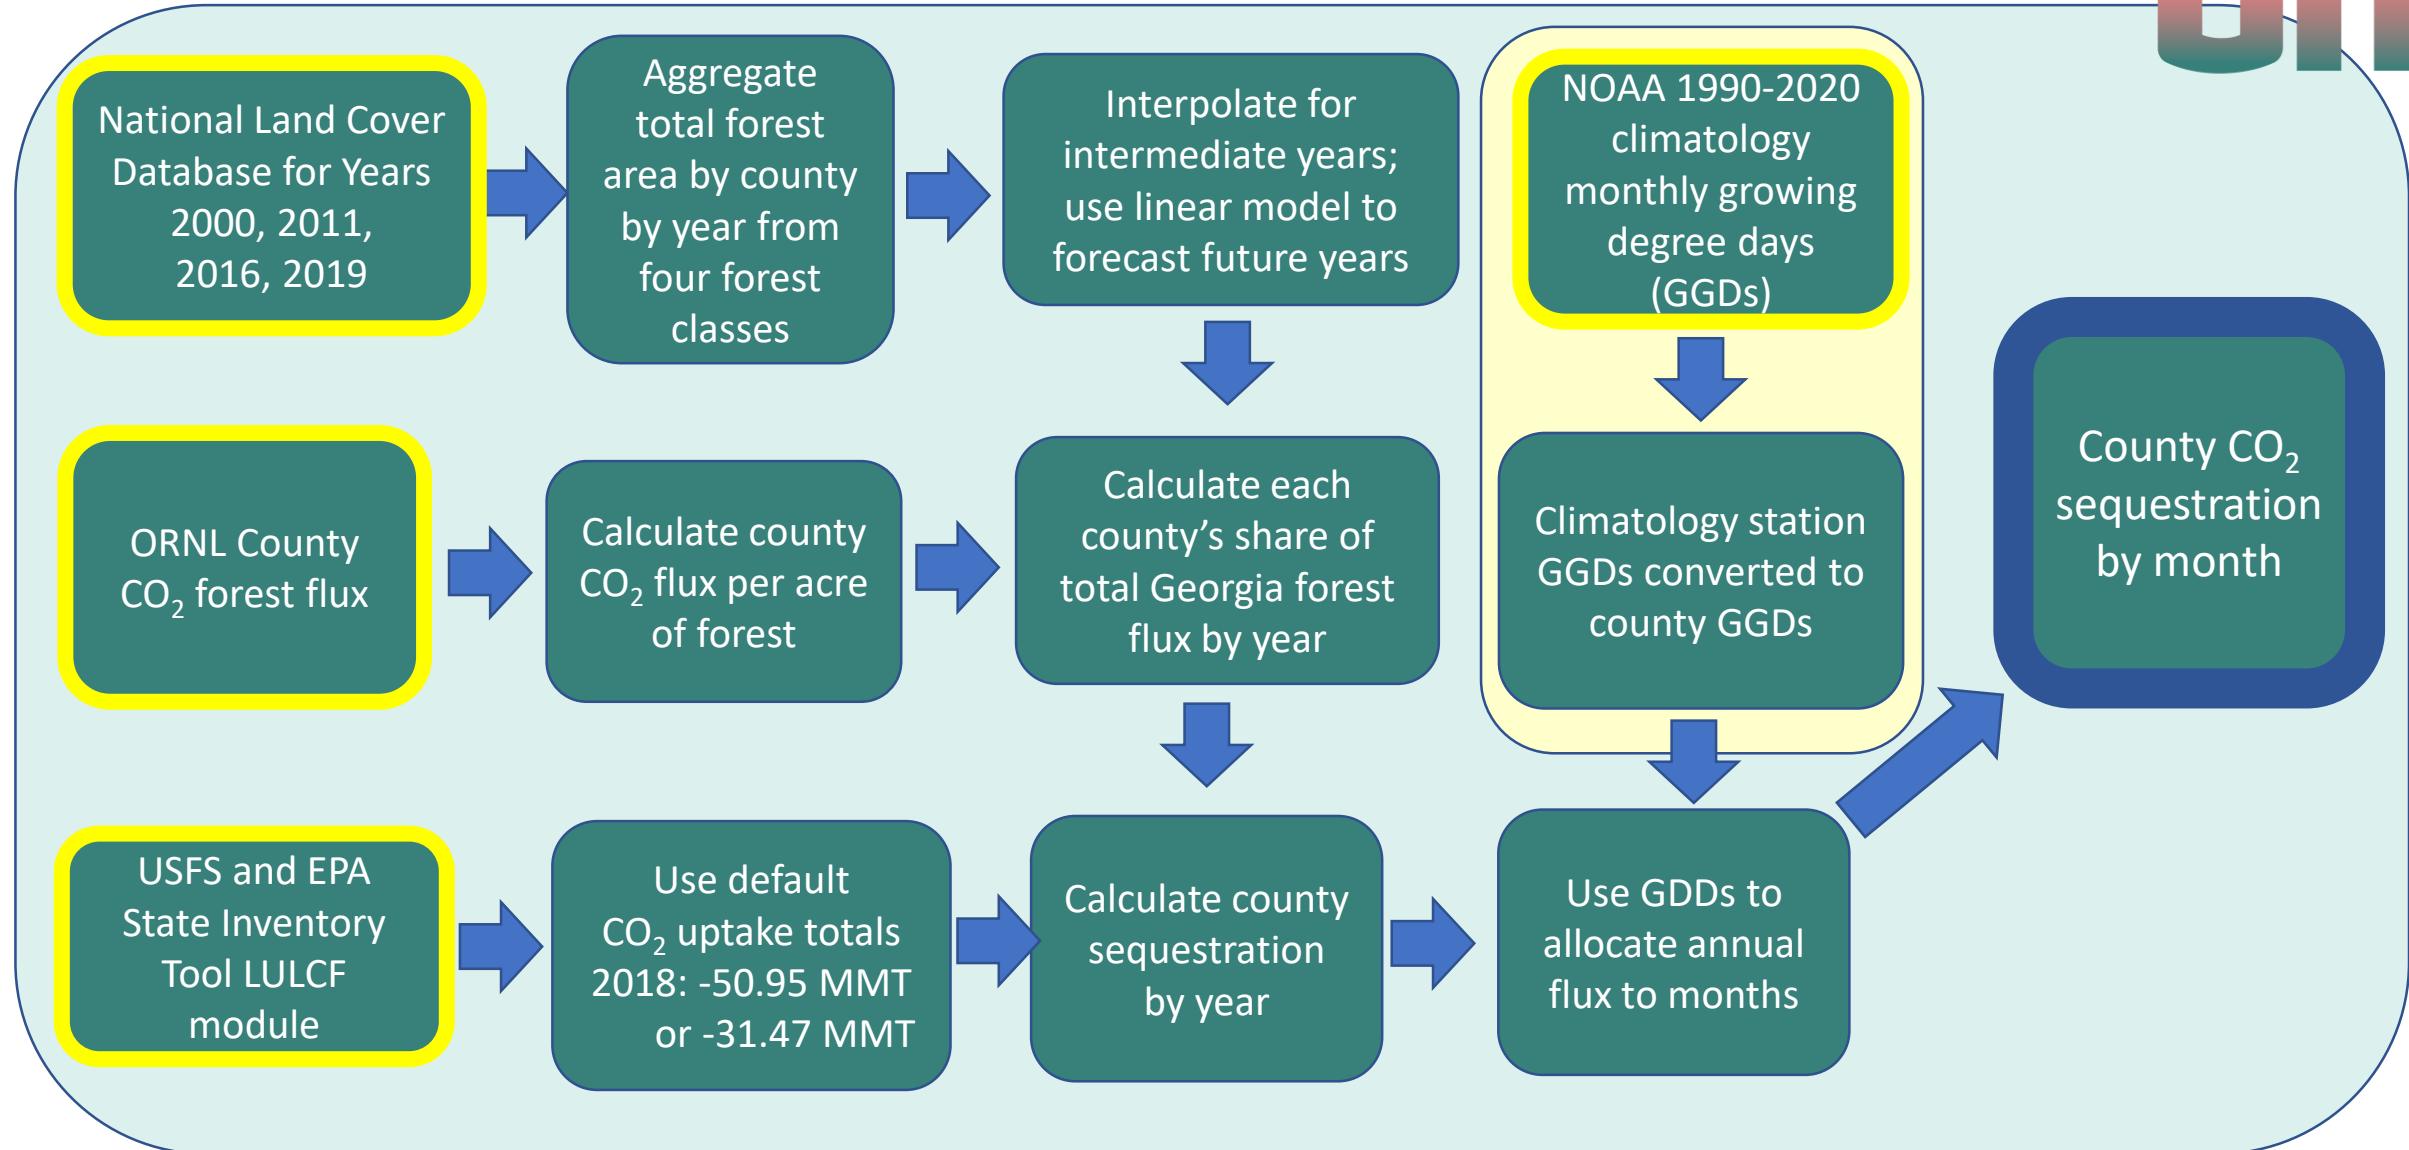 National Land Cover
Database for Years
2000, 2011,
2016, 2019
Aggregate
total forest
area by county
by year from
four forest
classes
Interpolate for
intermediate years;
use linear model to
forecast future years
NOAA 1990-2020
climatology
monthly growing
degree days
(GGDs)
ORNL County
CO₂ forest flux
Calculate county
CO₂ flux per acre
of forest
Calculate each
county’s share of
total Georgia forest
flux by year
Climatology station
GGDs converted to
county GGDs
County CO₂
sequestration
by month
USFS and EPA
State Inventory
Tool LULCF
module
Use default
CO₂ uptake totals
2018: -50.95 MMT
or -31.47 MMT
Calculate county
sequestration
by year
Use GDDs to
allocate annual
flux to months